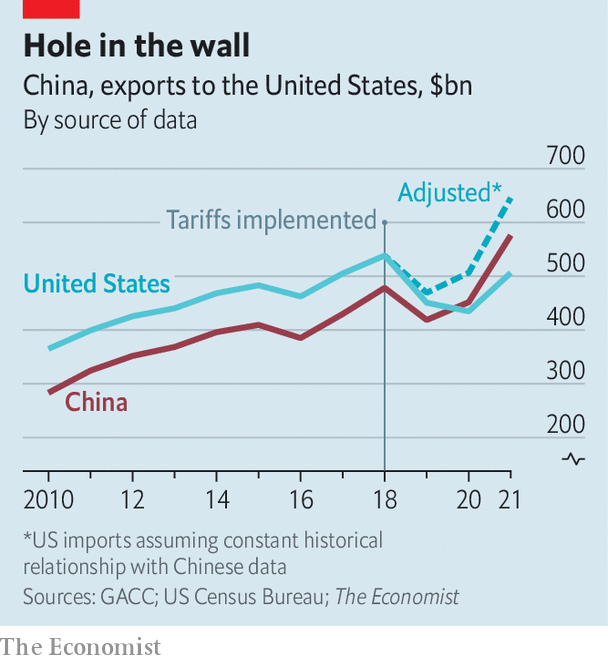 Hole in the wall
China, exports to the United States, $bn
By source of data
700
Adjusted*
600
Tariffs implemented
United States
500
400
300
China
200
2010 12 14 16 18 20 21
*US imports assuming constant historical
relationship with Chinese data
Sources: GACC; US Census Bureau; The Economist
The Economist